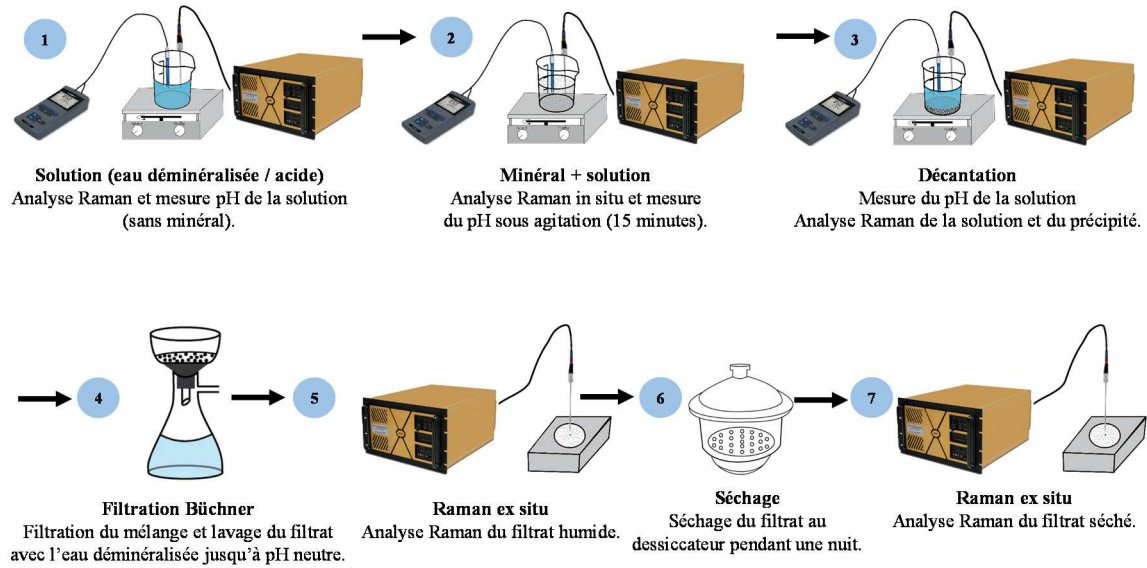 1
2
3
Solution (eau déminéralisée / acide)
Analyse Raman et mesure pH de la solution
(sans minéral).
Minéral + solution
Analyse Raman in situ et mesure
du pH sous agitation (15 minutes).
Décantation
Mesure du pH de la solution
Analyse Raman de la solution et du précipité.
4
5
6
7
Filtration Büchner
Filtration du mélange et lavage du filtrat
avec l'eau déminéralisée jusqu'à pH neutre.
Raman ex situ
Analyse Raman du filtrat humide.
Séchage
Séchage du filtrat au
dessiccateur pendant une nuit.
Raman ex situ
Analyse Raman du filtrat séché.